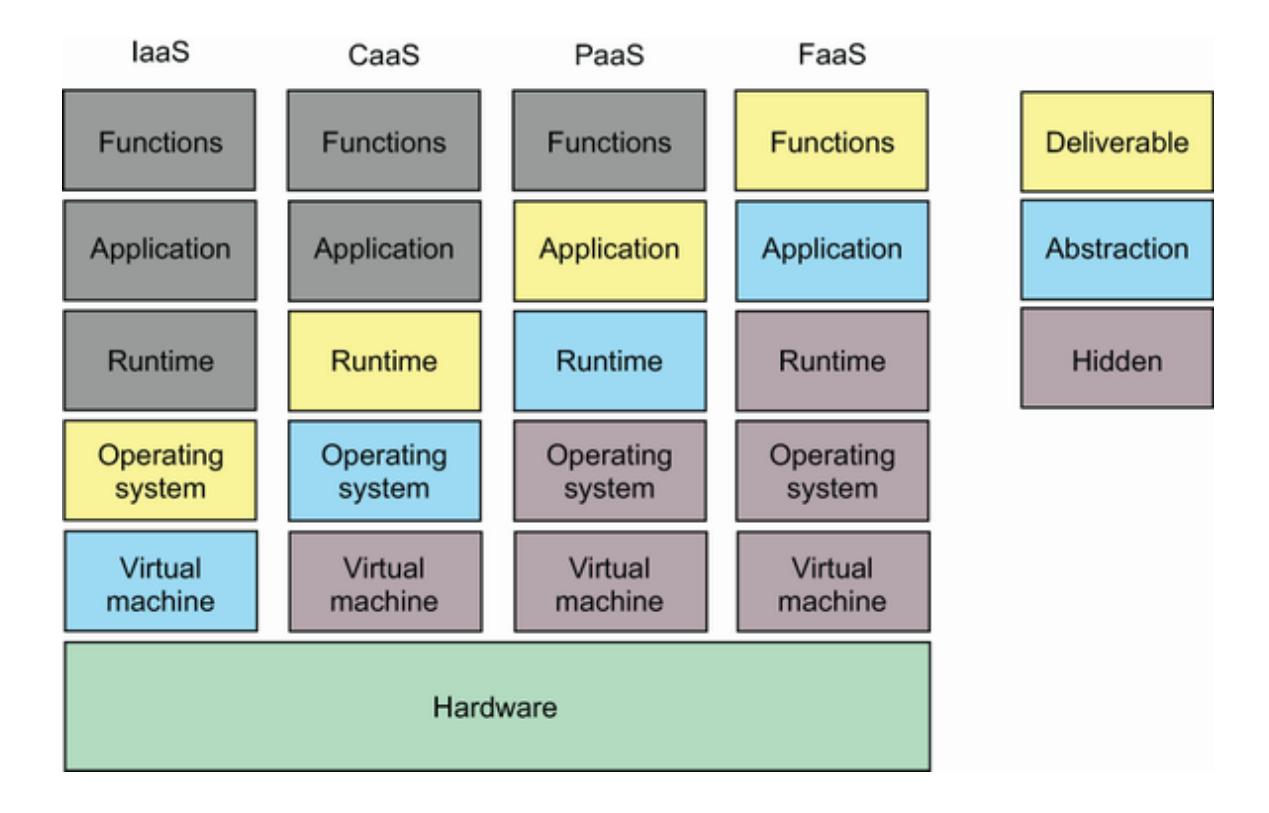 IaaS CaaS PaaS FaaS
Functions Functions Functions Functions Deliverable
Application Application Application Application Abstraction
Runtime Runtime Runtime Runtime Hidden
Operating Operating Operating Operating
system system system system
Virtual Virtual Virtual Virtual
machine machine machine machine
Hardware